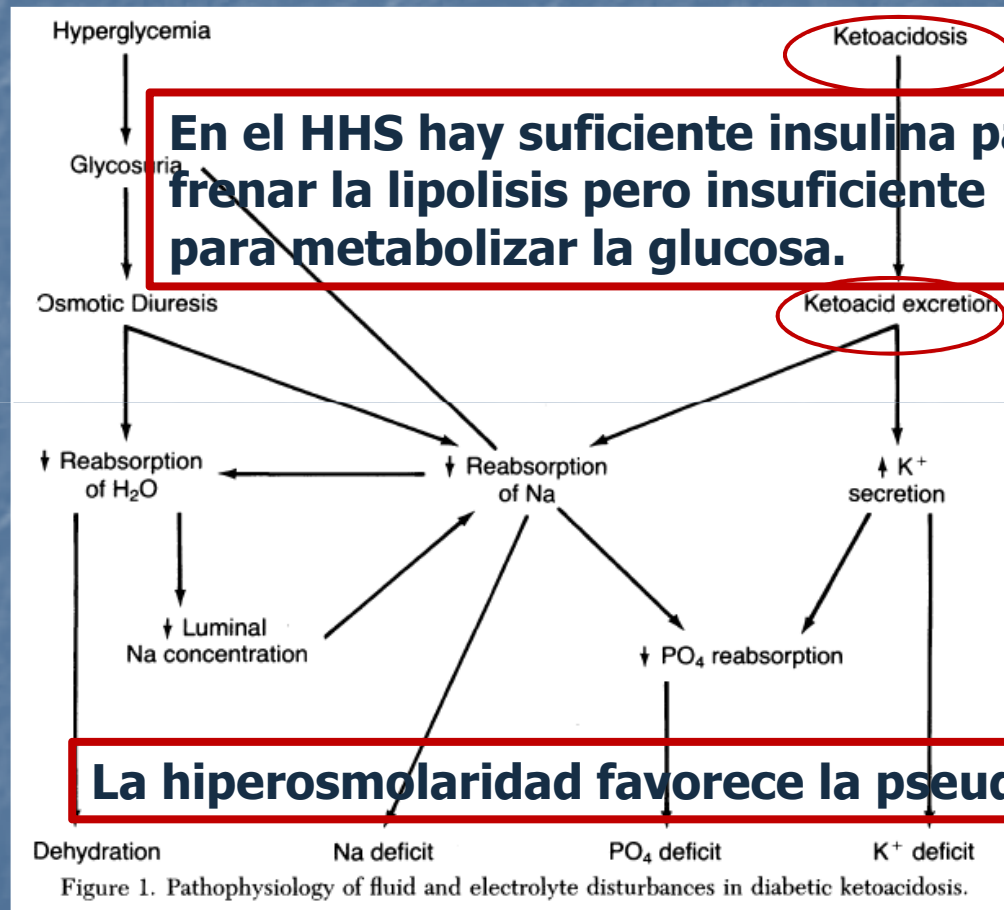 Hyperglycemia
Ketoacidosis
En el HHS hay suficiente insulina
frenar la lipolisis pero insuficiente
para metabolizar la glucosa.
Glycosuria
Osmotic Diuresis
Ketoacid excretion
↓ Reabsorption
of H₂O
↓ Reabsorption
of Na
↑ K⁺
secretion
↓ Luminal
Na concentration
↓ PO₄ reabsorption
La hiperosmolaridad favorece la
Dehydration
Na deficit
PO₄ deficit
K⁺ deficit
Figure 1. Pathophysiology of fluid and electrolyte disturbances in diabetic ketoacidosis.